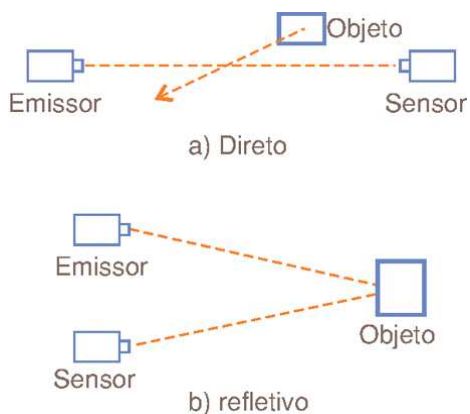 Objeto
Emissor
Sensor
a) Direto
Emissor
Objeto
Sensor
b) refletivo